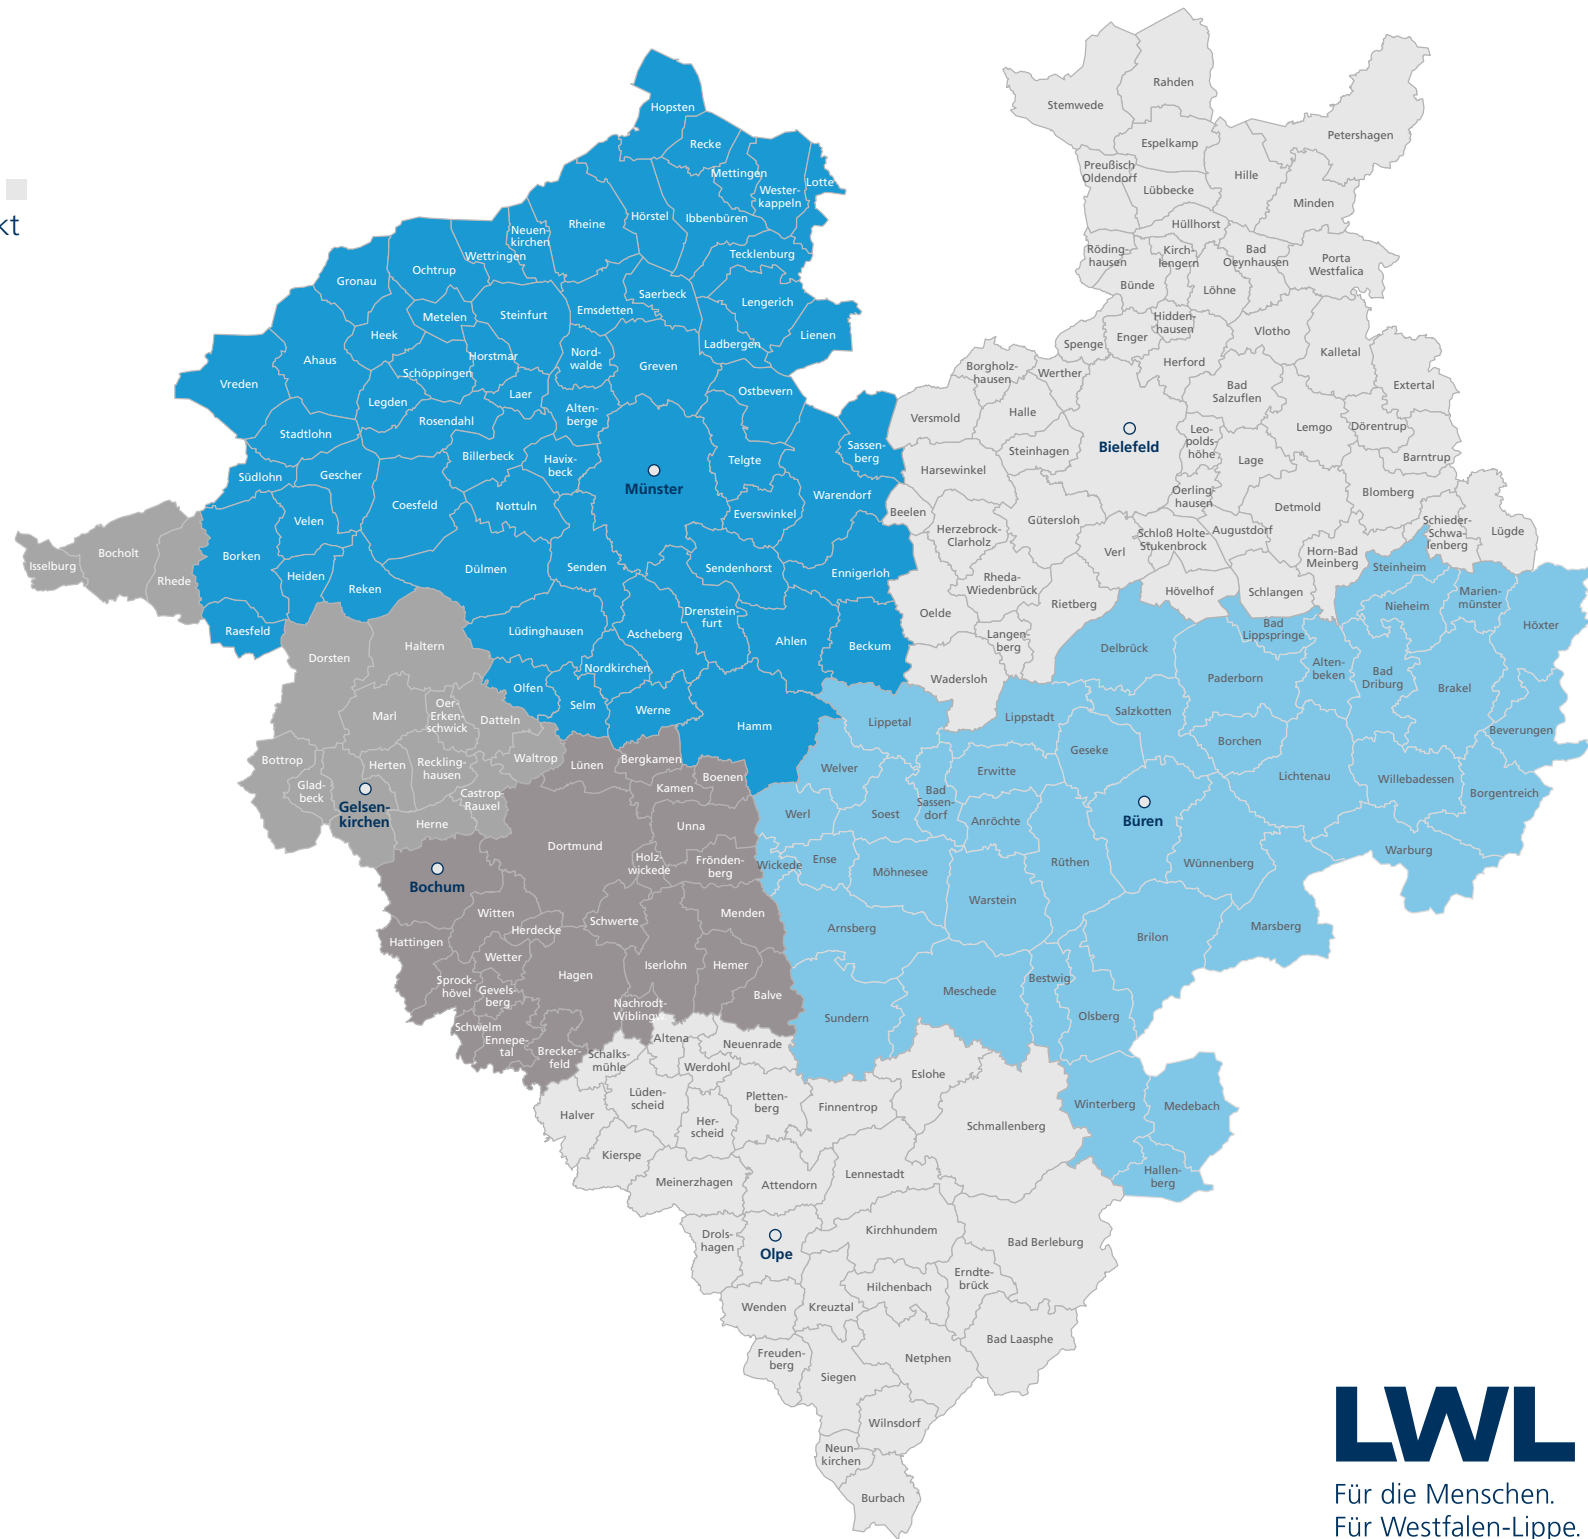 kt
Hopsten
Recke
Mettingen
Wester-
kappeln
Lotte
Rheine
Hörstel
Ibbenbüren
Neuen-
kirchen
Wettringen
Ochtrup
Gronau
Tecklenburg
Saerbeck
Lengerich
Emsdetten
Steinfurt
Metelen
Heek
Ahaus
Lienen
Ladbergen
Nord-
walde
Greven
Horstmar
Schöppingen
Vreden
Legden
Laer
Ostbevern
Alten-
berge
Rosendahl
Stadtlohn
Sassen-
berg
Billerbeck
Havix-
beck
Telgte
Südlohn
Gescher
Münster
Warendorf
Coesfeld
Nottuln
Everswinkel
Velen
Borken
Heiden
Reken
Dülmen
Senden
Sendenhorst
Ennigerloh
Raesfeld
Lüdinghausen
Ascheberg
Drenstein-
furt
Ahlen
Beckum
Nordkirchen
Olfen
Selm
Werne
Hamm
Isselburg
Bocholt
Rhede
Dorsten
Haltern
Marl
Oer-
Erken-
schwick
Datteln
Waltrop
Bottrop
Glad-
beck
Herten
Reckling-
hausen
Castrop-
Rauxel
Gelsen-
kirchen
Herne
Lünen
Bergkamen
Kamen
Boenen
Unna
Dortmund
Holz-
wickede
Frönden-
berg
Bochum
Witten
Herdecke
Schwerte
Menden
Hattingen
Wetter
Hagen
Iserlohn
Hemer
Sprock-
hövel
Gevels-
berg
Balve
Nachrodt-
Wiblingw.
Schwelm
Ennepe-
tal
Brecker-
feld
Rahden
Stemwede
Petershagen
Espelkamp
Preußisch
Oldendorf
Lübbecke
Hille
Minden
Hüllhorst
Röding-
hausen
Kirch-
lengern
Bad
Oeynhausen
Porta
Westfalica
Bünde
Löhne
Hidden-
hausen
Vlotho
Spenge
Enger
Herford
Kalletal
Borgholz-
hausen
Werther
Bad
Salzuflen
Extertal
Versmold
Halle
Bielefeld
Leo-
polds-
höhe
Lemgo
Dörentrup
Steinhagen
Lage
Barntrup
Harsewinkel
Oerling-
hausen
Blomberg
Detmold
Beelen
Herzebrock-
Clarholz
Gütersloh
Verl
Schloß Holte-
Stukenbrock
Augustdorf
Horn-Bad
Meinberg
Schieder-
Schwa-
lenberg
Lügde
Rheda-
Wiedenbrück
Rietberg
Hövelhof
Schlangen
Oelde
Langen-
berg
Wadersloh
Steinheim
Nieheim
Marien-
münster
Höxter
Bad
Lippspringe
Delbrück
Alten-
beken
Bad
Driburg
Brakel
Paderborn
Lippstadt
Salzkotten
Beverungen
Lippetal
Geseke
Borchen
Lichtenau
Willebadessen
Borgentreich
Welver
Erwitte
Bad
Sassen-
dorf
Werl
Soest
Anröchte
Büren
Wickede
Ense
Möhnesee
Rüthen
Wünnenberg
Warburg
Warstein
Arnsberg
Brilon
Marsberg
Meschede
Bestwig
Sundern
Olsberg
Winterberg
Medebach
Hallen-
berg
Schalks-
mühle
Altena
Neuenrade
Werdohl
Lüden-
scheid
Pletten-
berg
Halver
Her-
scheid
Finnentrop
Eslohe
Schmallenberg
Kierspe
Meinerzhagen
Attendorn
Lennestadt
Drols-
hagen
Olpe
Kirchhundem
Bad Berleburg
Hilchenbach
Erndte-
brück
Wenden
Kreuztal
Bad Laasphe
Freuden-
berg
Siegen
Netphen
Wilnsdorf
Neun-
kirchen
Burbach
LWL
Für die Menschen.
Für Westfalen-Lippe.